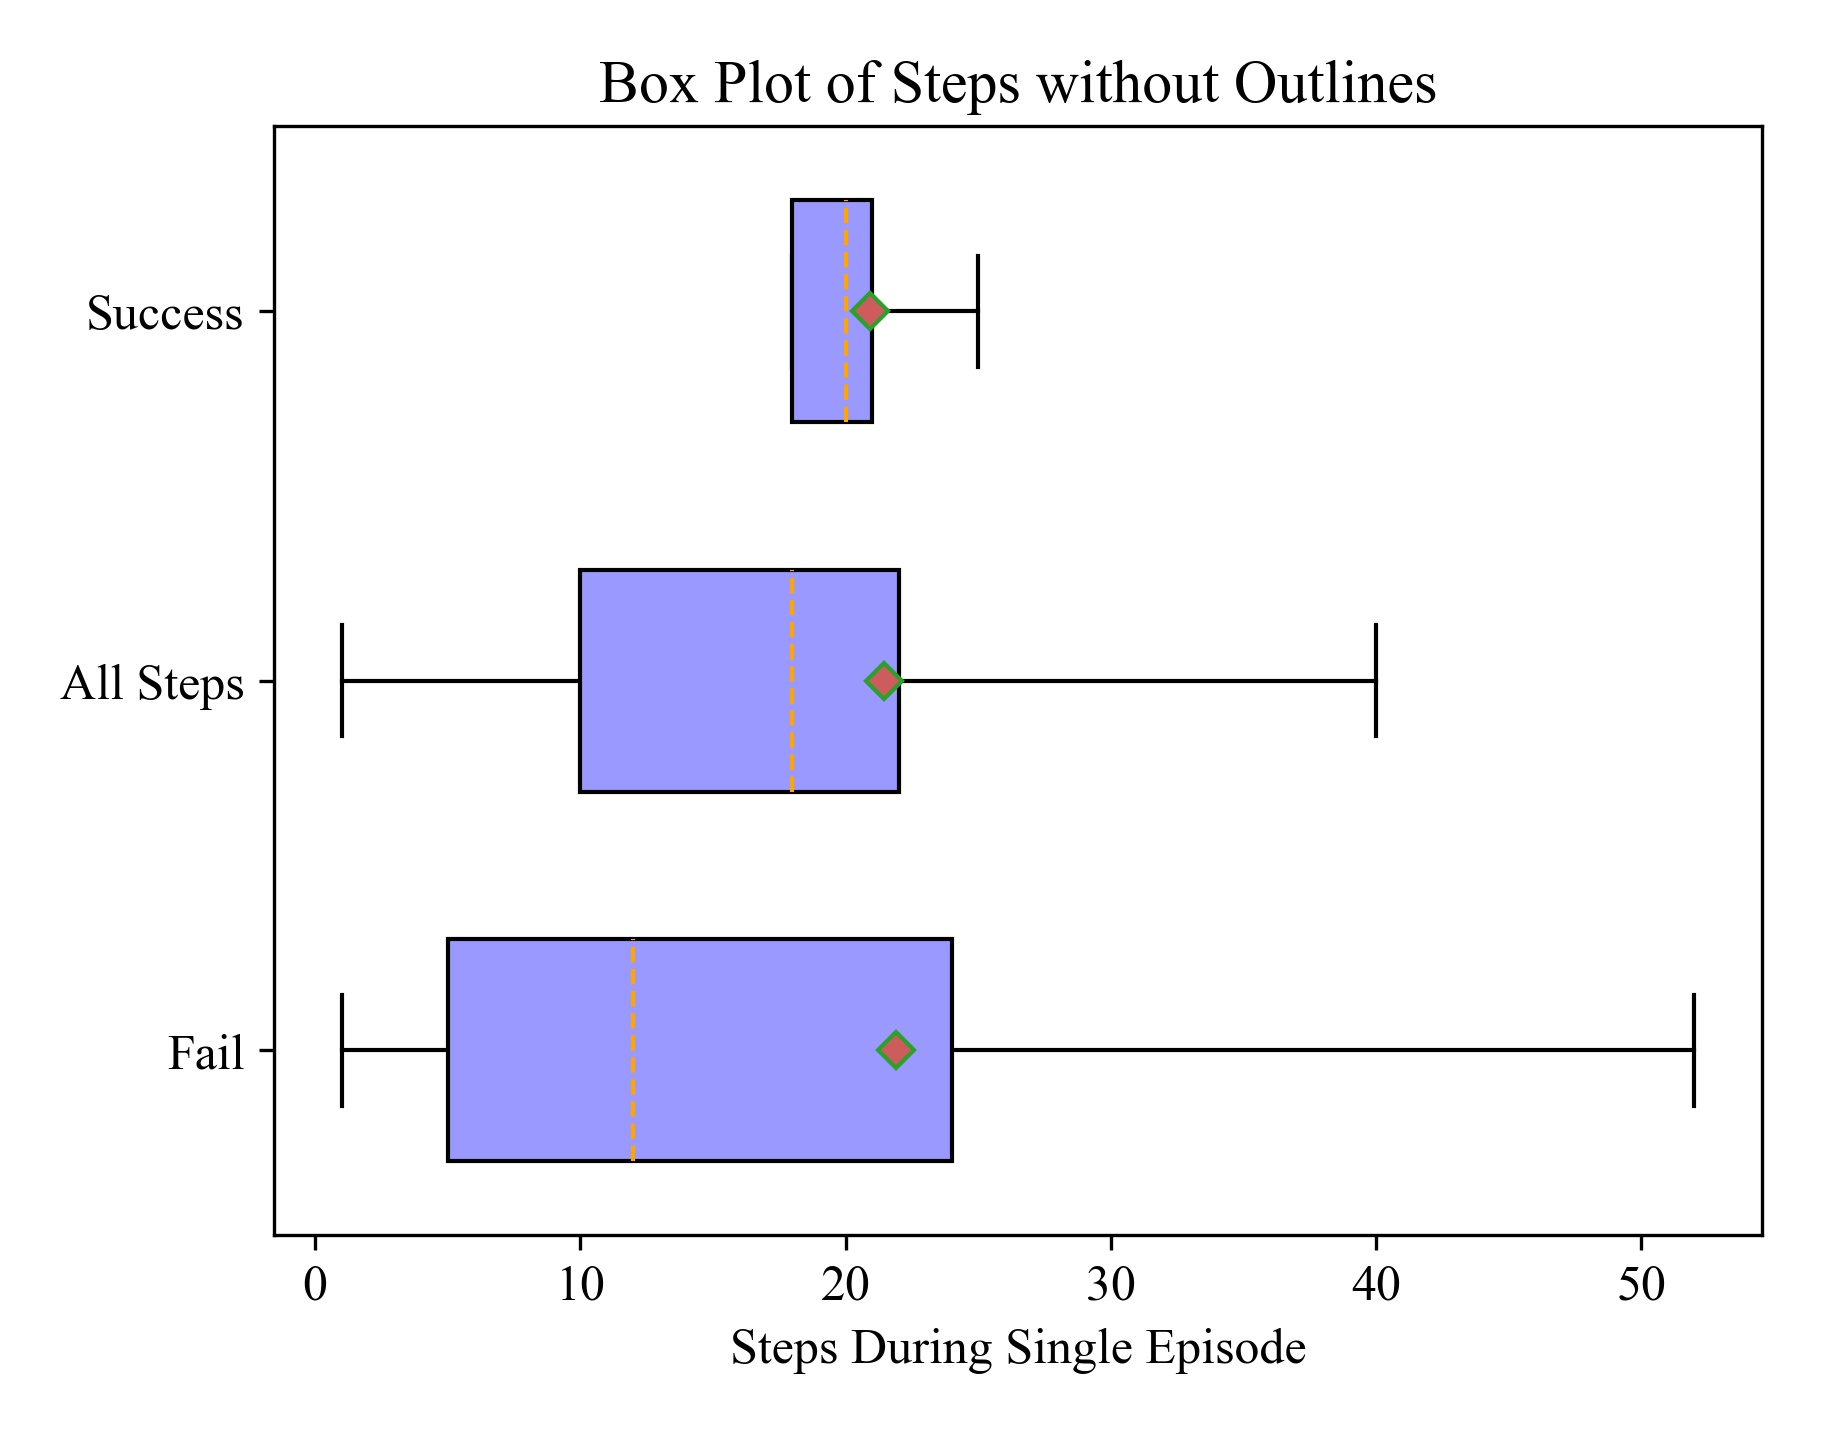 Box Plot of Steps without Outlines
Success
All Steps
Fail
0 10 20 30 40 50
Steps During Single Episode